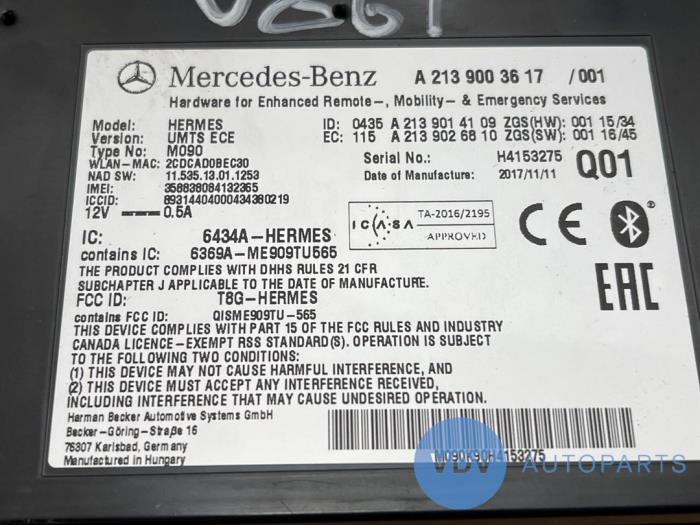 V061
Mercedes-Benz A 213 900 36 17 /001
Hardware for Enhanced Remote-, Mobility- & Emergency Services
Model: HERMES ID: 0435 A 213 901 41 09 ZGS(HW): 001 15/34
Version: UMTS ECE EC: 115 A 213 902 68 10 ZGS(SW): 001 16/45
Type No: M090
WLAN-MAC: 2CDCAD0BEC30 Serial No.: H4153275 Q01
NAD SW: 11.535.13.01.1253 Date of Manufacture: 2017/11/11
IMEI: 358838084132365
ICCID: 89314404000434380219
12V 0.5A
ICASA TA-2016/2195
APPROVED
CE
IC: 6434A-HERMES
contains IC: 6369A-ME909TU565
THE PRODUCT COMPLIES WITH DHHS RULES 21 CFR
SUBCHAPTER J APPLICABLE TO THE DATE OF MANUFACTURE.
EAC
FCC ID: T8G-HERMES
contains FCC ID: QISME909TU-565
THIS DEVICE COMPLIES WITH PART 15 OF THE FCC RULES AND INDUSTRY
CANADA LICENCE-EXEMPT RSS STANDARD(S). OPERATION IS SUBJECT
TO THE FOLLOWING TWO CONDITIONS:
(1) THIS DEVICE MAY NOT CAUSE HARMFUL INTERFERENCE, AND
(2) THIS DEVICE MUST ACCEPT ANY INTERFERENCE RECEIVED,
INCLUDING INTERFERENCE THAT MAY CAUSE UNDESIRED OPERATION.
Harman Becker Automotive Systems GmbH
Becker-Göring-Straße 16
76307 Karlsbad, Germany
Manufactured in Hungary
M090K90H4153275
VDV AUTOPARTS